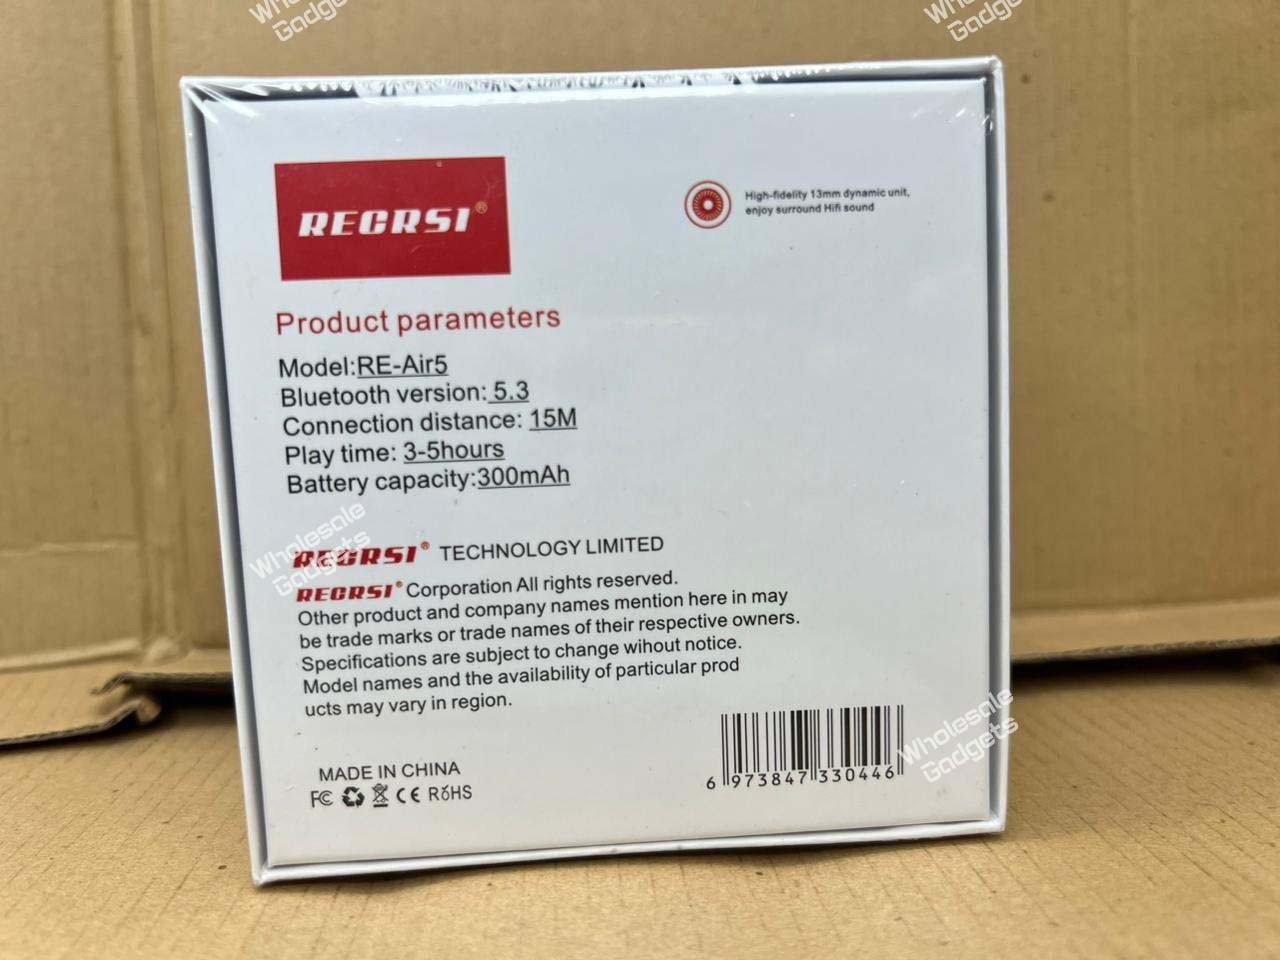 Wholesale
Gadgets
Wholesale
Gadgets
RECRSI®
High-fidelity 13mm dynamic unit,
enjoy surround Hifi sound
Product parameters
Model:RE-Air5
Bluetooth version: 5.3
Connection distance: 15M
Play time: 3-5hours
Battery capacity:300mAh
Wholesale
Gadgets
RECRSI® TECHNOLOGY LIMITED
RECRSI® Corporation All rights reserved.
Other product and company names mention here in may
be trade marks or trade names of their respective owners.
Specifications are subject to change wihout notice.
Model names and the availability of particular prod
ucts may vary in region.
Wholesale
Gadgets
MADE IN CHINA
FC CE RoHS
6 973847 330446